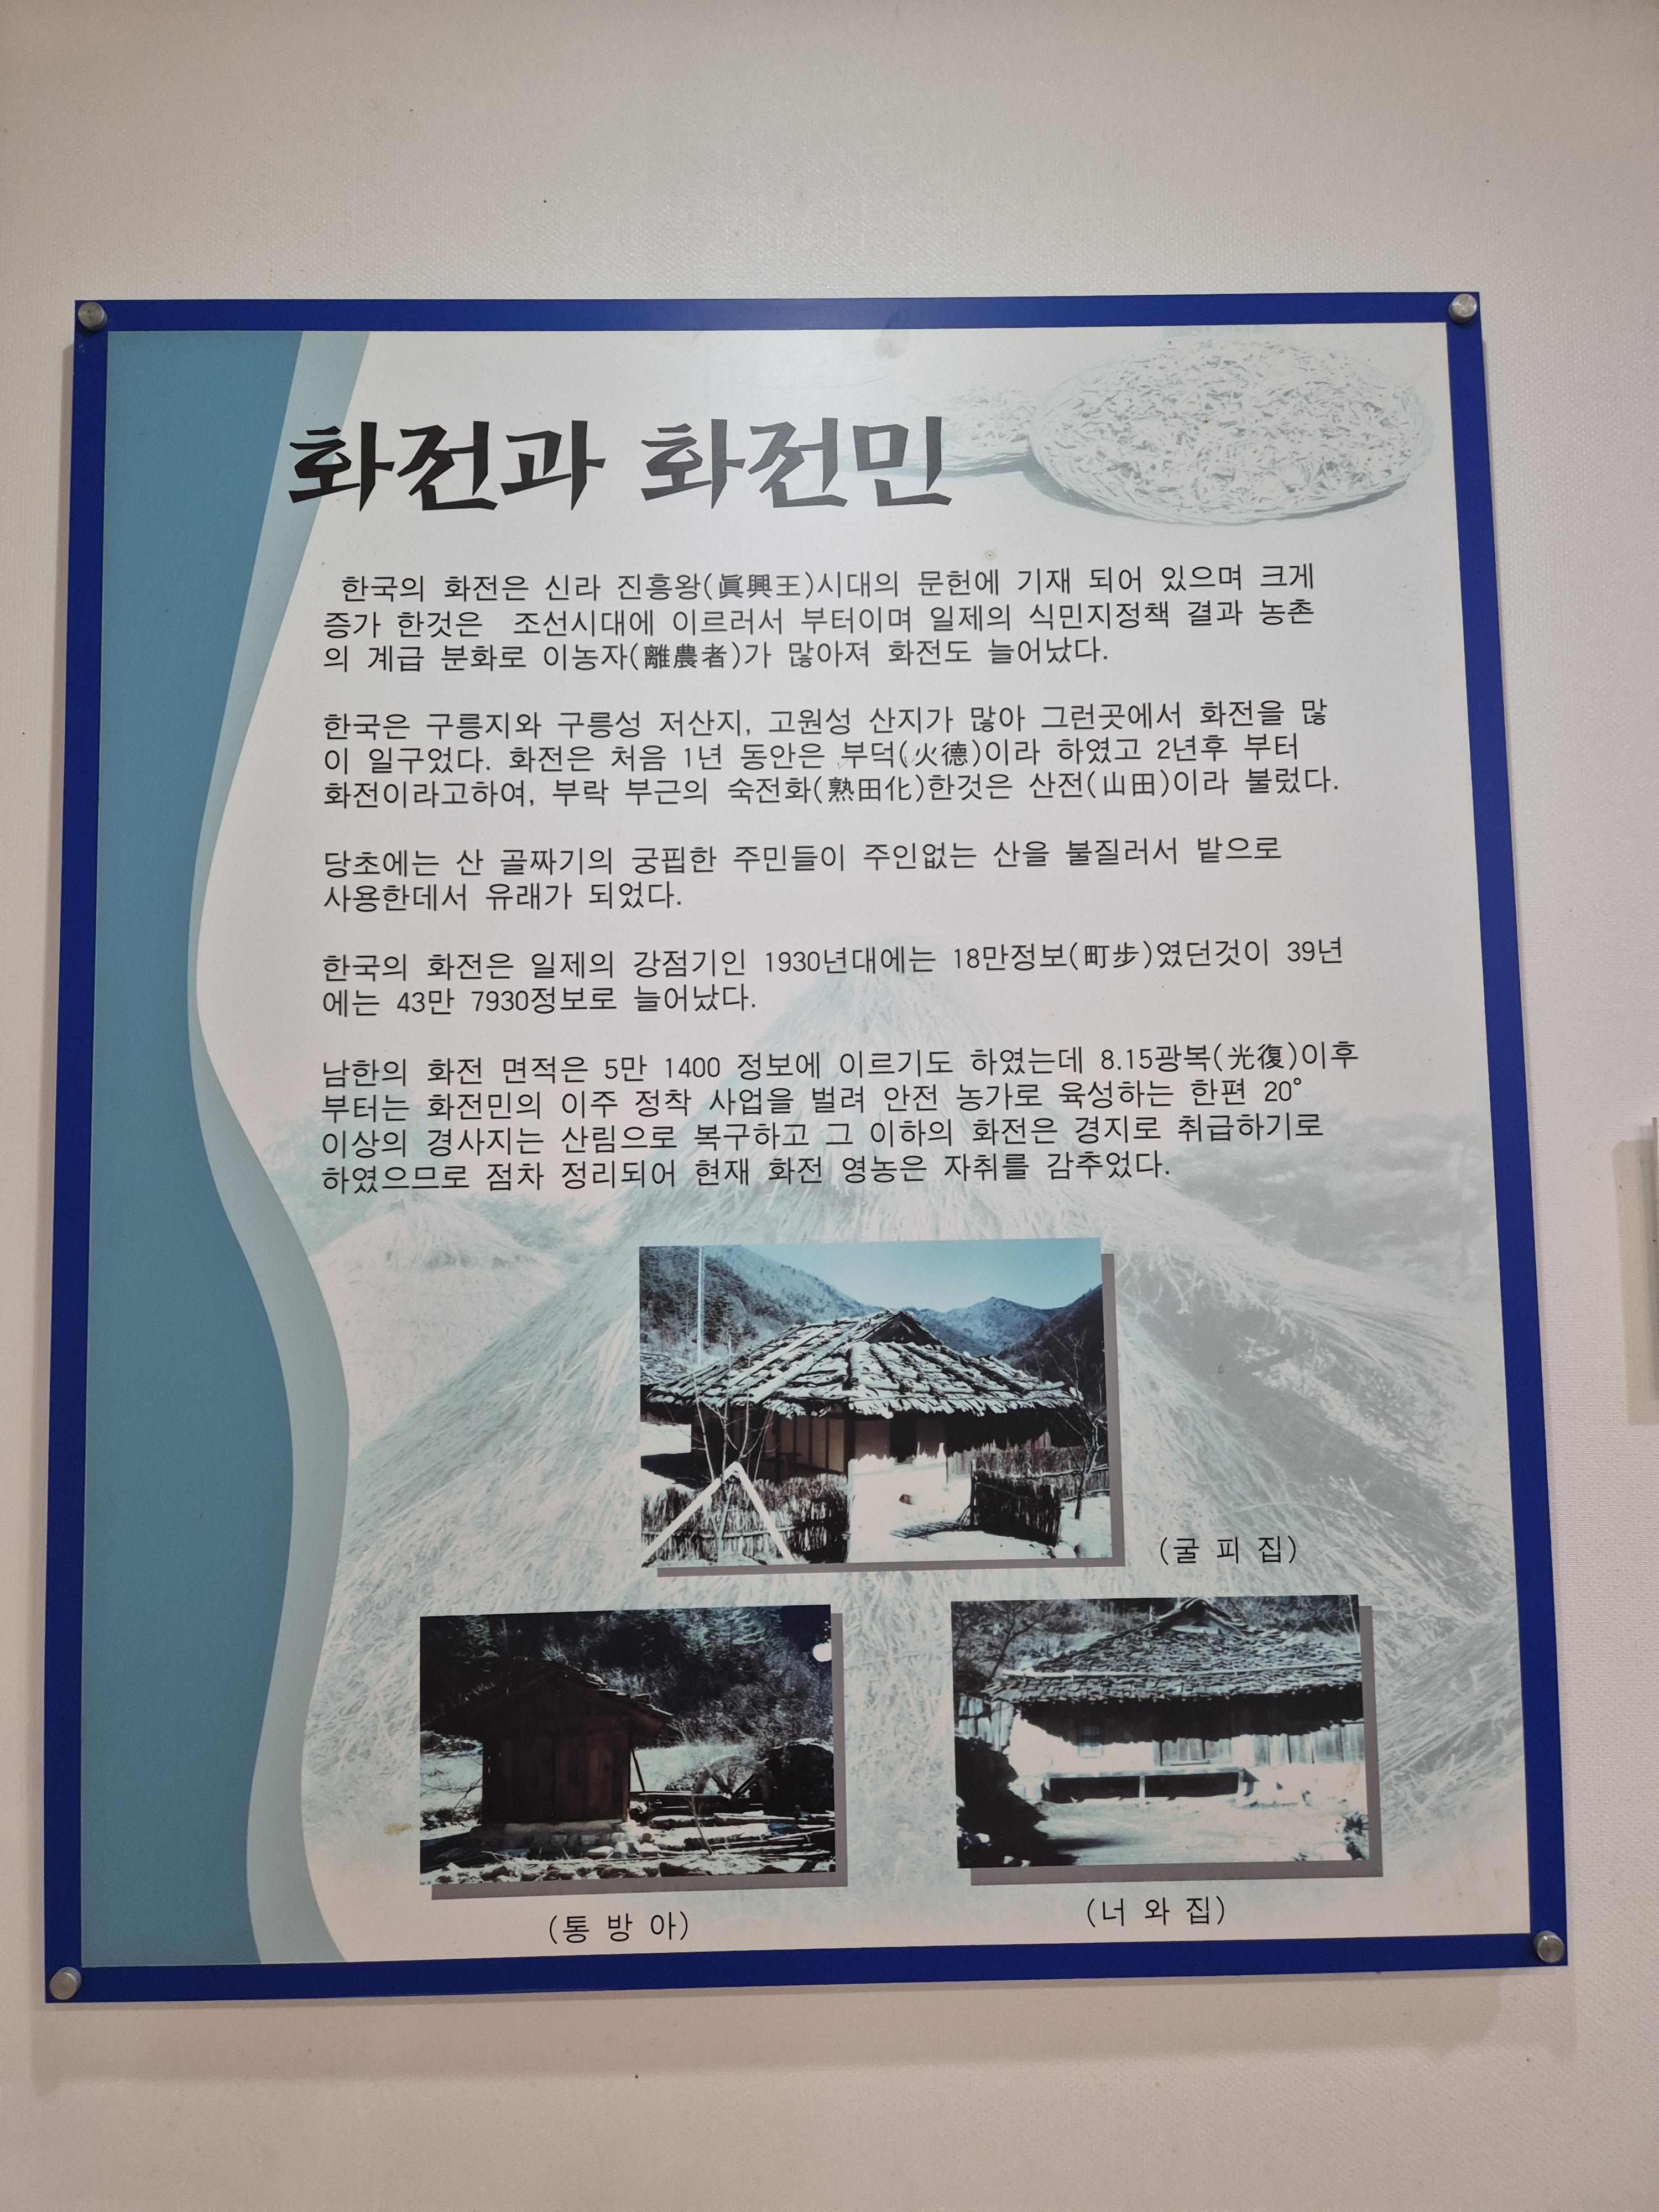 화전과 화전민
한국의 화전은 신라 진흥왕(眞興王)시대의 문헌에 기재 되어 있으며 크게
증가 한것은 조선시대에 이르러서 부터이며 일제의 식민지정책 결과 농촌
의 계급 분화로 이농자(離農者)가 많아져 화전도 늘어났다.
한국은 구릉지와 구릉성 저산지, 고원성 산지가 많아 그런곳에서 화전을 많
이 일구었다. 화전은 처음 1년 동안은 부덕(火德)이라 하였고 2년후 부터
화전이라고하여, 부락 부근의 숙전화(熟田化)한것은 산전(山田)이라 불렀다.
당초에는 산 골짜기의 궁핍한 주민들이 주인없는 산을 불질러서 밭으로
사용한데서 유래가 되었다.
한국의 화전은 일제의 강점기인 1930년대에는 18만정보(町步)였던것이 39년
에는 43만 7930정보로 늘어났다.
남한의 화전 면적은 5만 1400 정보에 이르기도 하였는데 8.15광복(光復)이후
부터는 화전민의 이주 정착 사업을 벌려 안전 농가로 육성하는 한편 20°
이상의 경사지는 산림으로 복구하고 그 이하의 화전은 경지로 취급하기로
하였으므로 점차 정리되어 현재 화전 영농은 자취를 감추었다.
(굴 피 집)
(통 방 아)
(너 와 집)